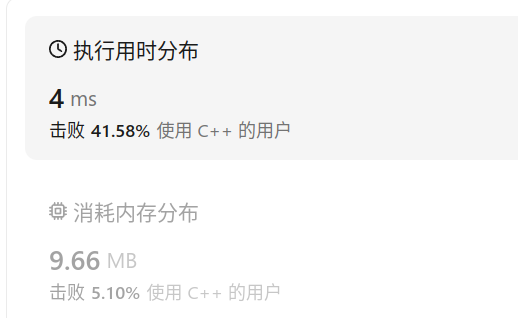 执行用时分布
4 ms
击败 41.58% 使用 C++ 的用户
消耗内存分布
9.66 MB
击败 5.10% 使用 C++ 的用户